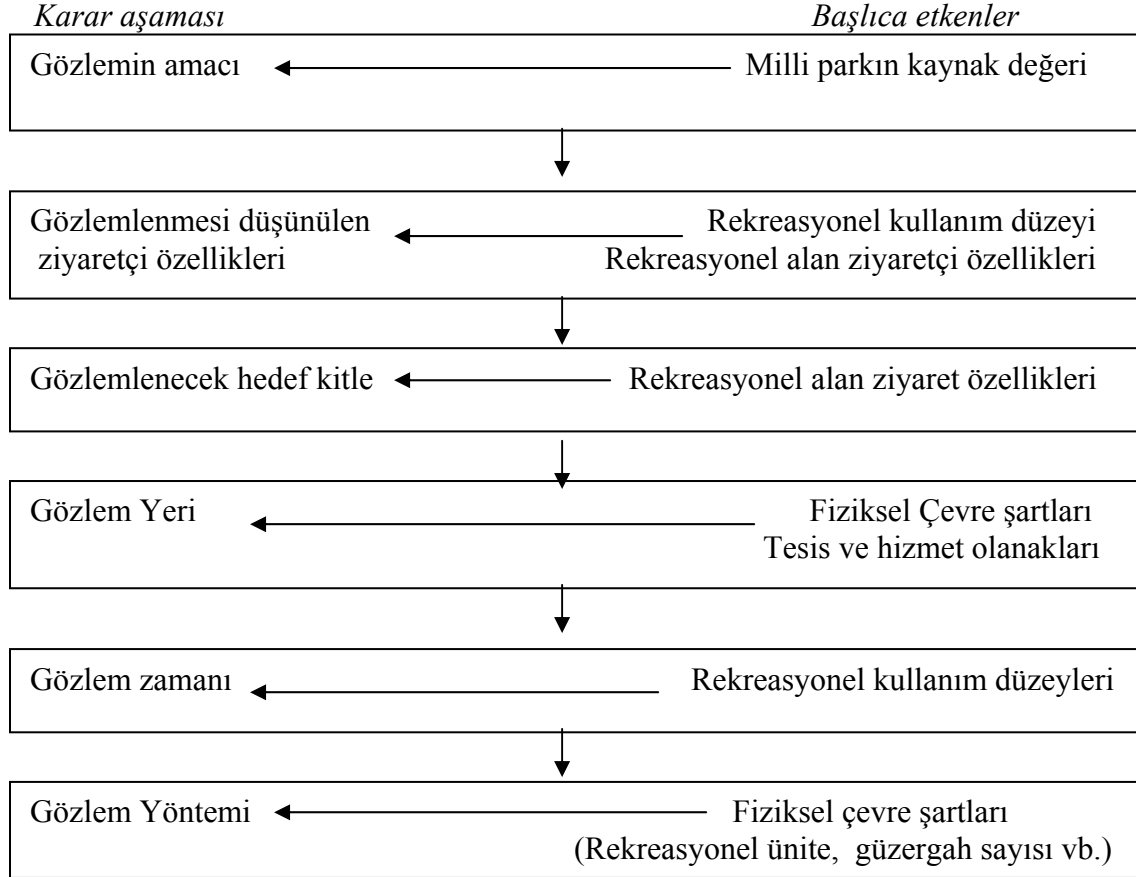 Karar aşaması Başlıca etkenler
Gözlemin amacı Milli parkın kaynak değeri
Gözlemlenmesi düşünülen Rekreasyonel kullanım düzeyi
ziyaretçi özellikleri Rekreasyonel alan ziyaretçi özellikleri
Gözlemlenecek hedef kitle Rekreasyonel alan ziyaret özellikleri
Gözlem Yeri Fiziksel Çevre şartları
Tesis ve hizmet olanakları
Gözlem zamanı Rekreasyonel kullanım düzeyleri
Gözlem Yöntemi Fiziksel çevre şartları
(Rekreasyonel ünite, güzergah sayısı vb.)